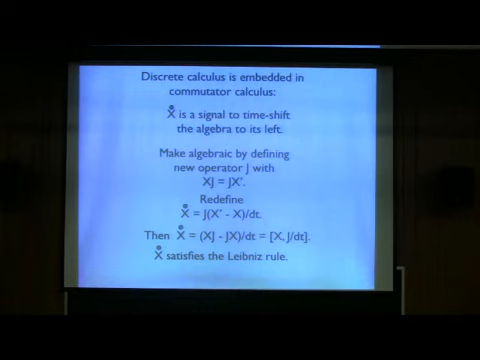 Discrete calculus is embedded in
commutator calculus:
Ẋ is a signal to time-shift
the algebra to its left.
Make algebraic by defining
new operator J with
XJ = JX'.
Redefine
Ẋ = J(X' - X)/dt.
Then Ẋ = (XJ - JX)/dt = [X, J/dt].
Ẋ satisfies the Leibniz rule.